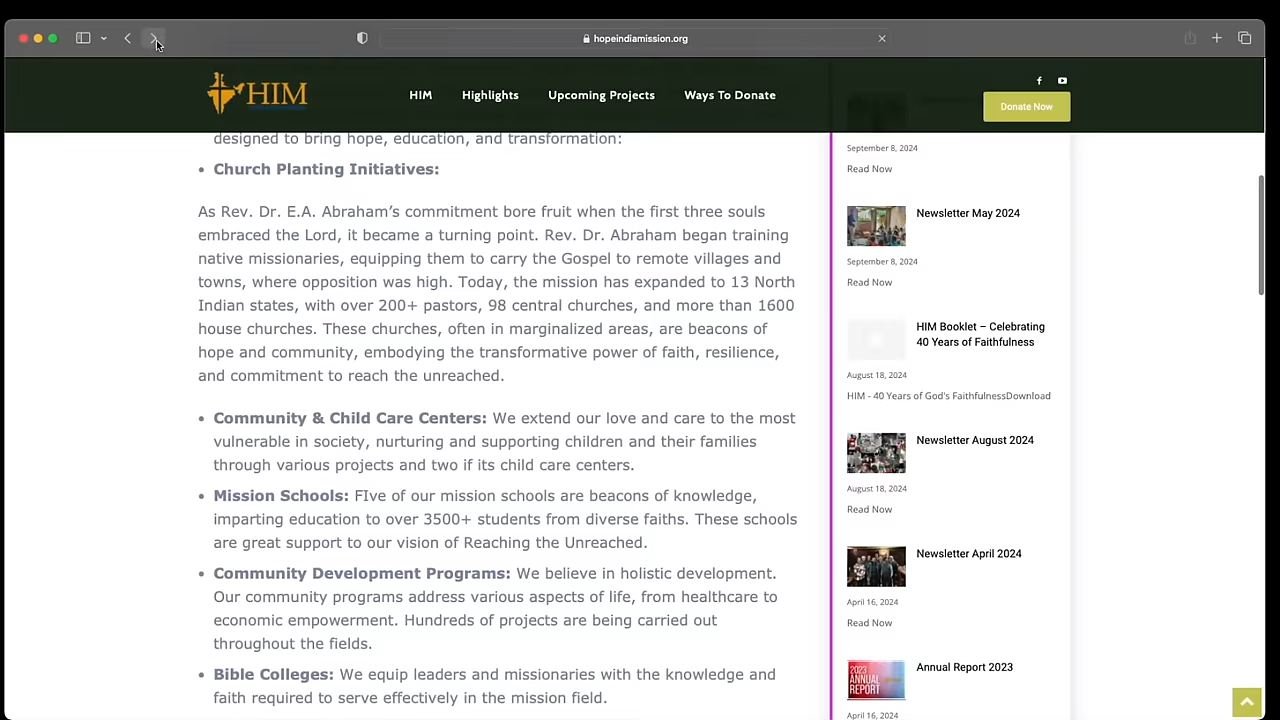 hopeindiamission.org
HIM
HIM
Highlights
Upcoming Projects
Ways To Donate
Donate Now
designed to bring hope, education, and transformation:
• Church Planting Initiatives:
As Rev. Dr. E.A. Abraham’s commitment bore fruit when the first three souls
embraced the Lord, it became a turning point. Rev. Dr. Abraham began training
native missionaries, equipping them to carry the Gospel to remote villages and
towns, where opposition was high. Today, the mission has expanded to 13 North
Indian states, with over 200+ pastors, 98 central churches, and more than 1600
house churches. These churches, often in marginalized areas, are beacons of
hope and community, embodying the transformative power of faith, resilience,
and commitment to reach the unreached.
• Community & Child Care Centers: We extend our love and care to the most
vulnerable in society, nurturing and supporting children and their families
through various projects and two if its child care centers.
• Mission Schools: FIve of our mission schools are beacons of knowledge,
imparting education to over 3500+ students from diverse faiths. These schools
are great support to our vision of Reaching the Unreached.
• Community Development Programs: We believe in holistic development.
Our community programs address various aspects of life, from healthcare to
economic empowerment. Hundreds of projects are being carried out
throughout the fields.
• Bible Colleges: We equip leaders and missionaries with the knowledge and
faith required to serve effectively in the mission field.
September 8, 2024
Read Now
Newsletter May 2024
September 8, 2024
Read Now
HIM Booklet – Celebrating
40 Years of Faithfulness
August 18, 2024
HIM - 40 Years of God's FaithfulnessDownload
Newsletter August 2024
August 18, 2024
Read Now
Newsletter April 2024
April 16, 2024
Read Now
2023
ANNUAL
REPORT
Annual Report 2023
April 16, 2024